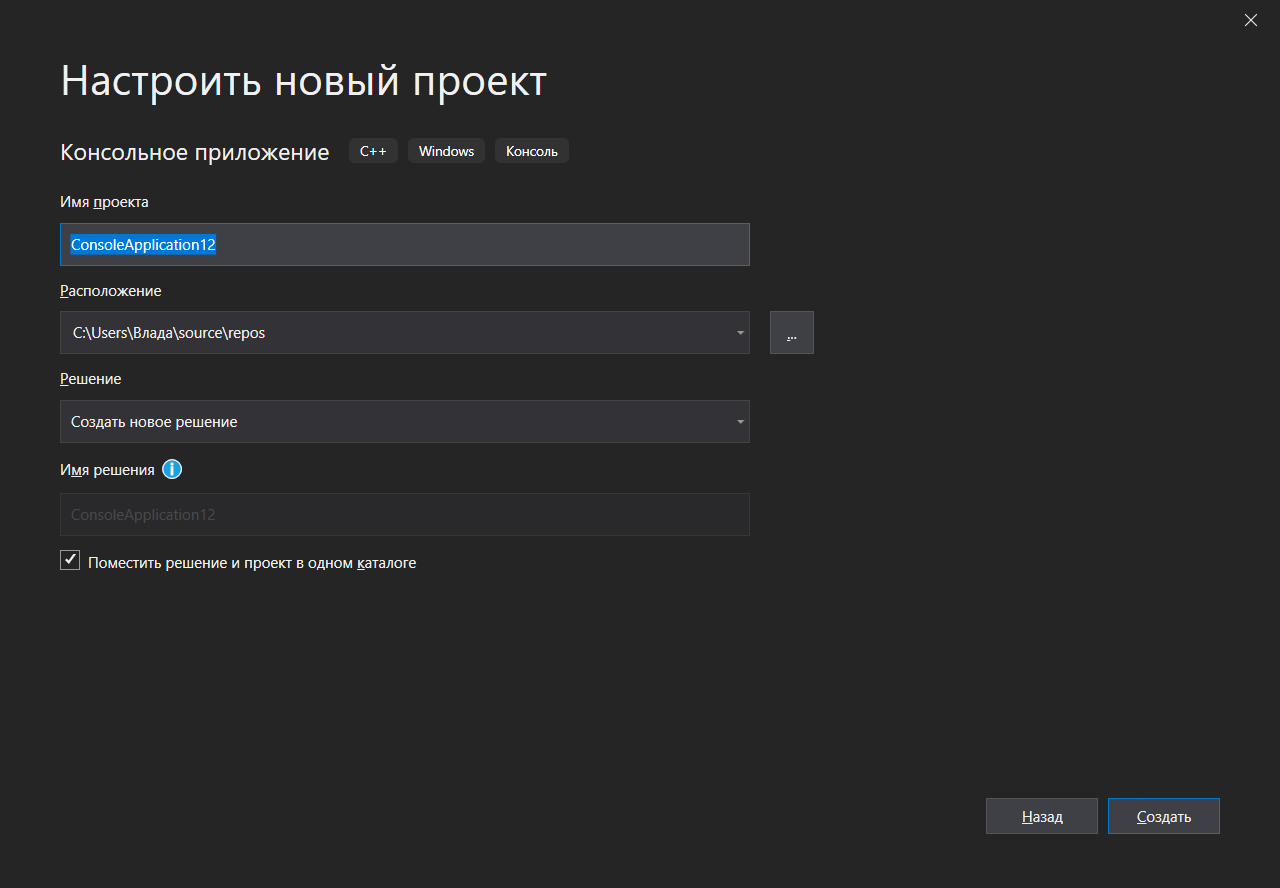 Настроить новый проект
Консольное приложение C++ Windows Консоль
Имя проекта
ConsoleApplication12
Расположение
C:\Users\Влада\source\repos
...
Решение
Создать новое решение
Имя решения i
ConsoleApplication12
Поместить решение и проект в одном каталоге
Назад Создать